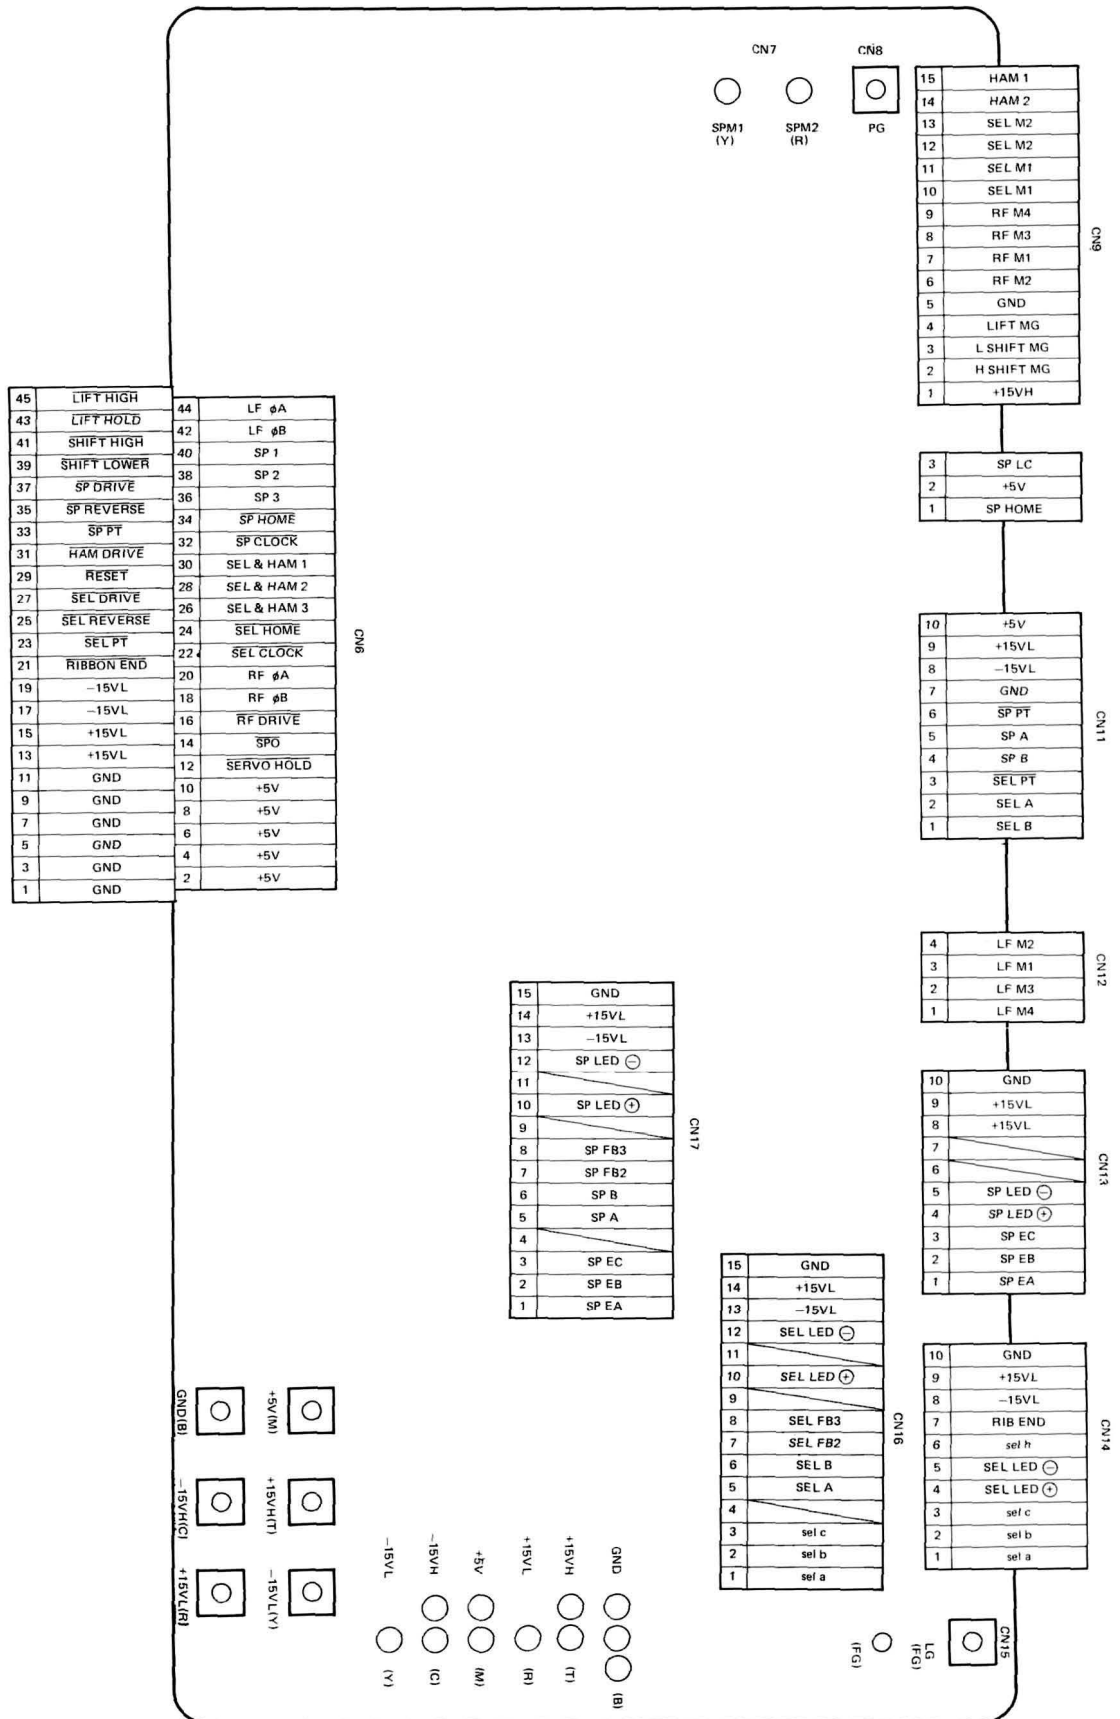 CN7
CN8
SPM1
(Y)
SPM2
(R)
PG
15 HAM 1
14 HAM 2
13 SEL M2
12 SEL M2
11 SEL M1
10 SEL M1
9 RF M4
8 RF M3
7 RF M1
6 RF M2
5 GND
4 LIFT MG
3 L SHIFT MG
2 H SHIFT MG
1 +15VH
CN9
3 SP LC
2 +5V
1 SP HOME
45 LIFT HIGH
43 LIFT HOLD
41 SHIFT HIGH
39 SHIFT LOWER
37 SP DRIVE
35 SP REVERSE
33 SP PT
31 HAM DRIVE
29 RESET
27 SEL DRIVE
25 SEL REVERSE
23 SEL PT
21 RIBBON END
19 −15VL
17 −15VL
15 +15VL
13 +15VL
11 GND
9 GND
7 GND
5 GND
3 GND
1 GND
44 LF φA
42 LF φB
40 SP 1
38 SP 2
36 SP 3
34 SP HOME
32 SP CLOCK
30 SEL & HAM 1
28 SEL & HAM 2
26 SEL & HAM 3
24 SEL HOME
22 SEL CLOCK
20 RF φA
18 RF φB
16 RF DRIVE
14 SPO
12 SERVO HOLD
10 +5V
8 +5V
6 +5V
4 +5V
2 +5V
CN6
10 +5V
9 +15VL
8 −15VL
7 GND
6 SP PT
5 SP A
4 SP B
3 SEL PT
2 SEL A
1 SEL B
CN11
4 LF M2
3 LF M1
2 LF M3
1 LF M4
CN12
15 GND
14 +15VL
13 −15VL
12 SP LED ⊖
11
10 SP LED ⊕
9
8 SP FB3
7 SP FB2
6 SP B
5 SP A
4
3 SP EC
2 SP EB
1 SP EA
CN17
10 GND
9 +15VL
8 +15VL
7
6
5 SP LED ⊖
4 SP LED ⊕
3 SP EC
2 SP EB
1 SP EA
CN13
15 GND
14 +15VL
13 −15VL
12 SEL LED ⊖
11
10 SEL LED ⊕
9
8 SEL FB3
7 SEL FB2
6 SEL B
5 SEL A
4
3 sel c
2 sel b
1 sel a
CN16
10 GND
9 +15VL
8 −15VL
7 RIB END
6 sel h
5 SEL LED ⊖
4 SEL LED ⊕
3 sel c
2 sel b
1 sel a
CN14
GND(B)
+5V(M)
−15VH(C)
+15VH(T)
+15VL(R)
−15VL(Y)
−15VL
−15VH
+5V
+15VL
+15VH
GND
(Y)
(C)
(M)
(R)
(T)
(B)
(FG)
LG
(FG)
CN15